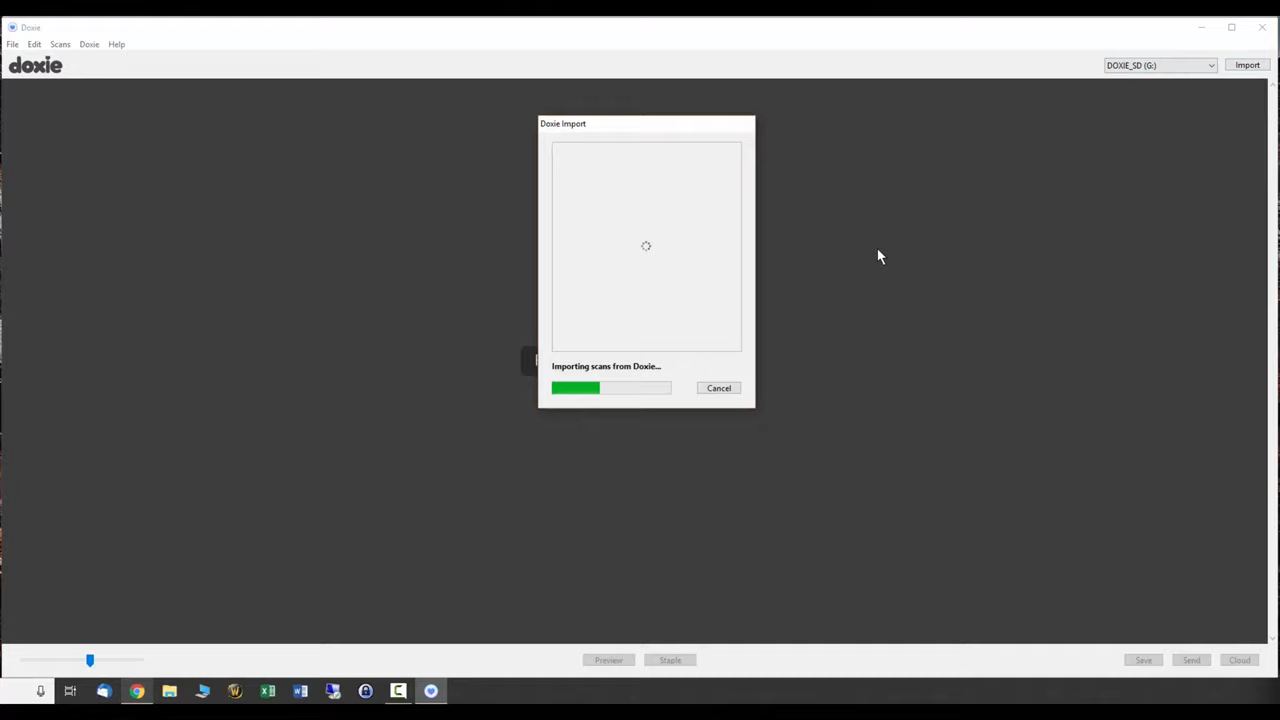 Doxie
File Edit Scans Doxie Help
doxie
DOXIE_SD (G:) Import
Doxie Import
Importing scans from Doxie...
Cancel
Preview Staple Save Send Cloud